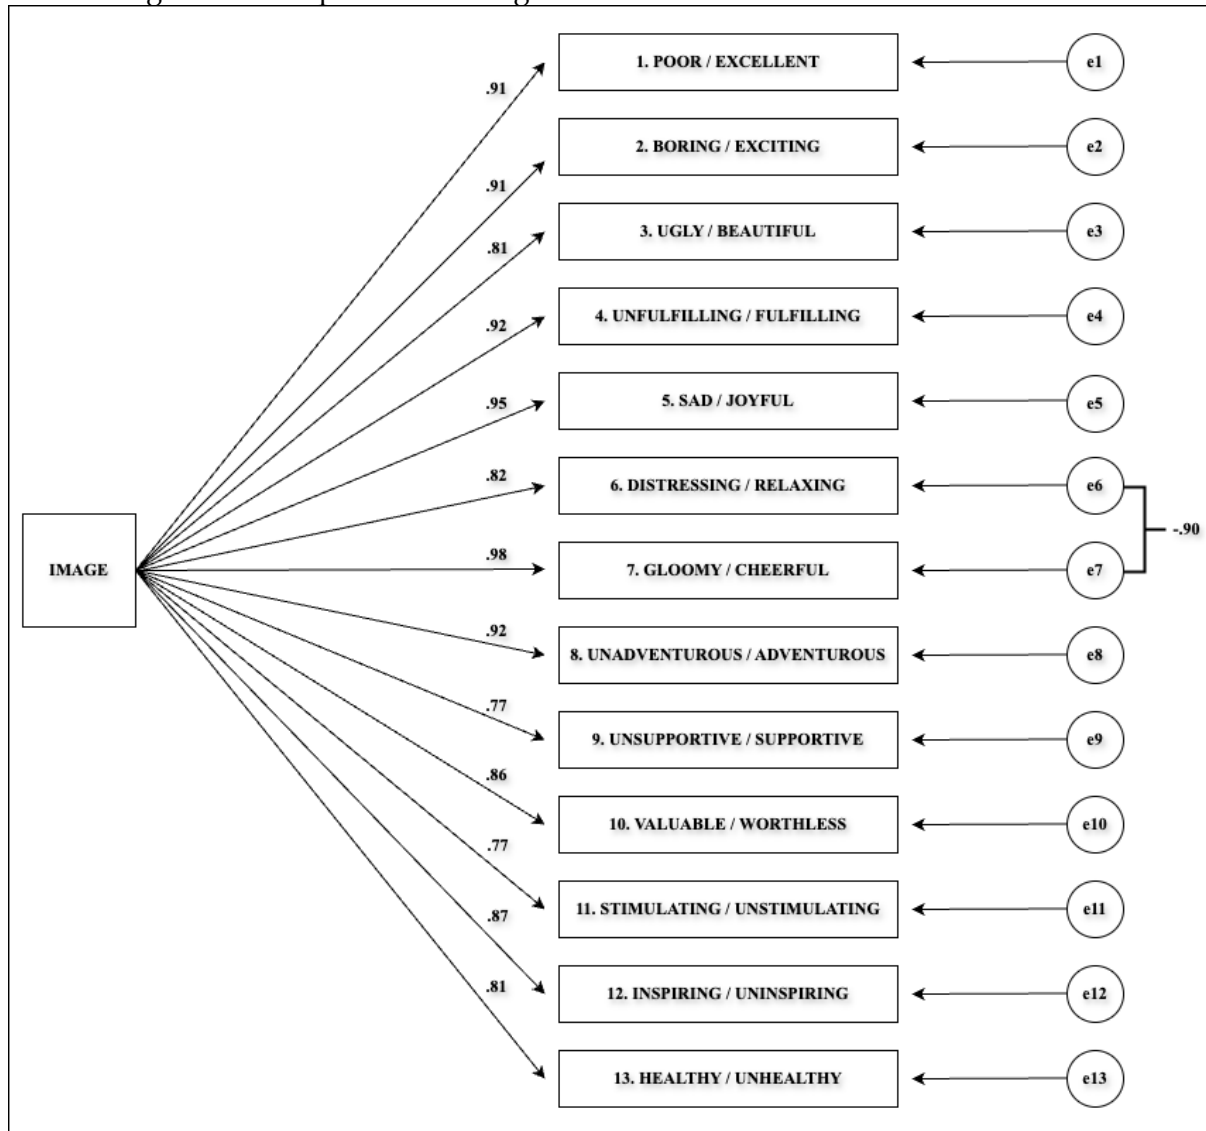 1. POOR / EXCELLENT
e1
.91
2. BORING / EXCITING
e2
.91
3. UGLY / BEAUTIFUL
e3
.81
4. UNFULFILLING / FULFILLING
e4
.92
5. SAD / JOYFUL
e5
.95
6. DISTRESSING / RELAXING
e6
.82
-.90
IMAGE
7. GLOOMY / CHEERFUL
e7
.98
8. UNADVENTUROUS / ADVENTUROUS
e8
.92
9. UNSUPPORTIVE / SUPPORTIVE
e9
.77
10. VALUABLE / WORTHLESS
e10
.86
11. STIMULATING / UNSTIMULATING
e11
.77
12. INSPIRING / UNINSPIRING
e12
.87
13. HEALTHY / UNHEALTHY
e13
.81